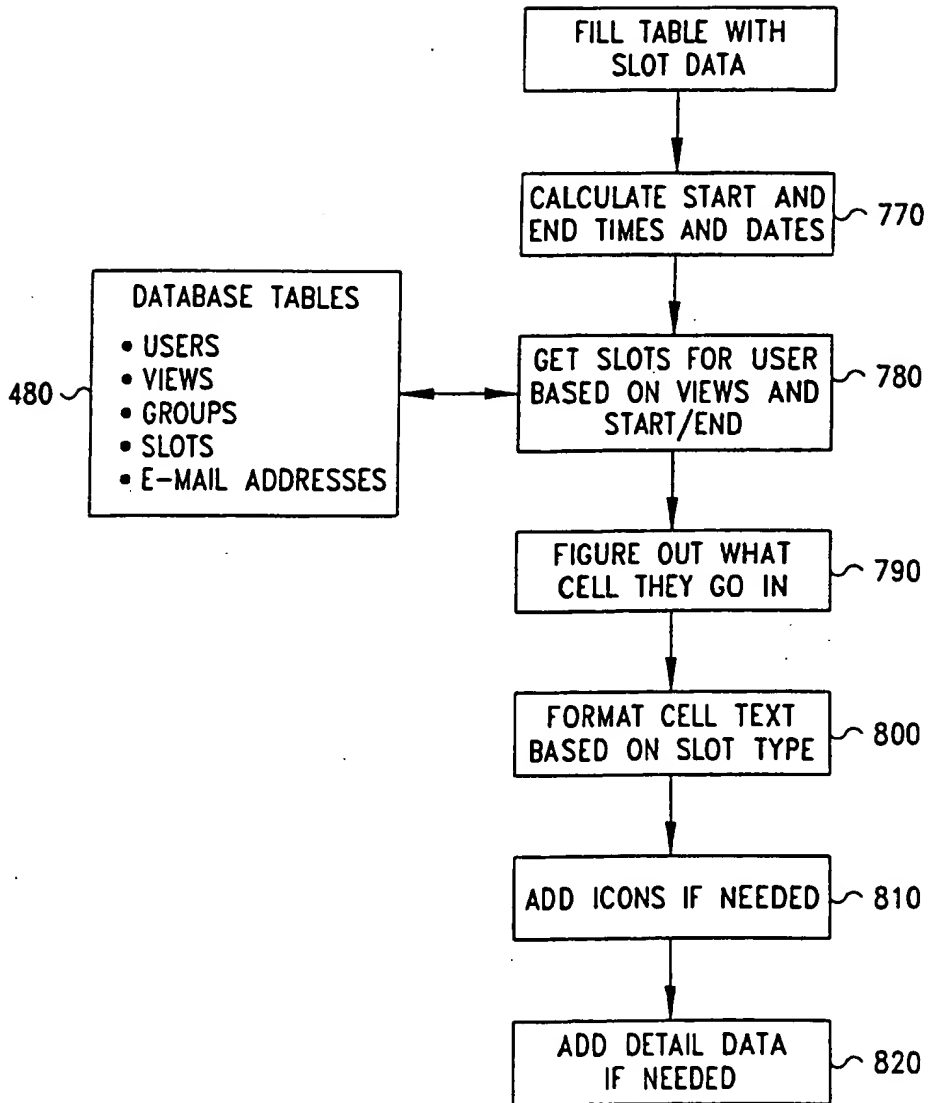 FILL TABLE WITH
SLOT DATA
CALCULATE START AND
END TIMES AND DATES
770
DATABASE TABLES
• USERS
• VIEWS
• GROUPS
• SLOTS
• E-MAIL ADDRESSES
480
GET SLOTS FOR USER
BASED ON VIEWS AND
START/END
780
FIGURE OUT WHAT
CELL THEY GO IN
790
FORMAT CELL TEXT
BASED ON SLOT TYPE
800
ADD ICONS IF NEEDED
810
ADD DETAIL DATA
IF NEEDED
820